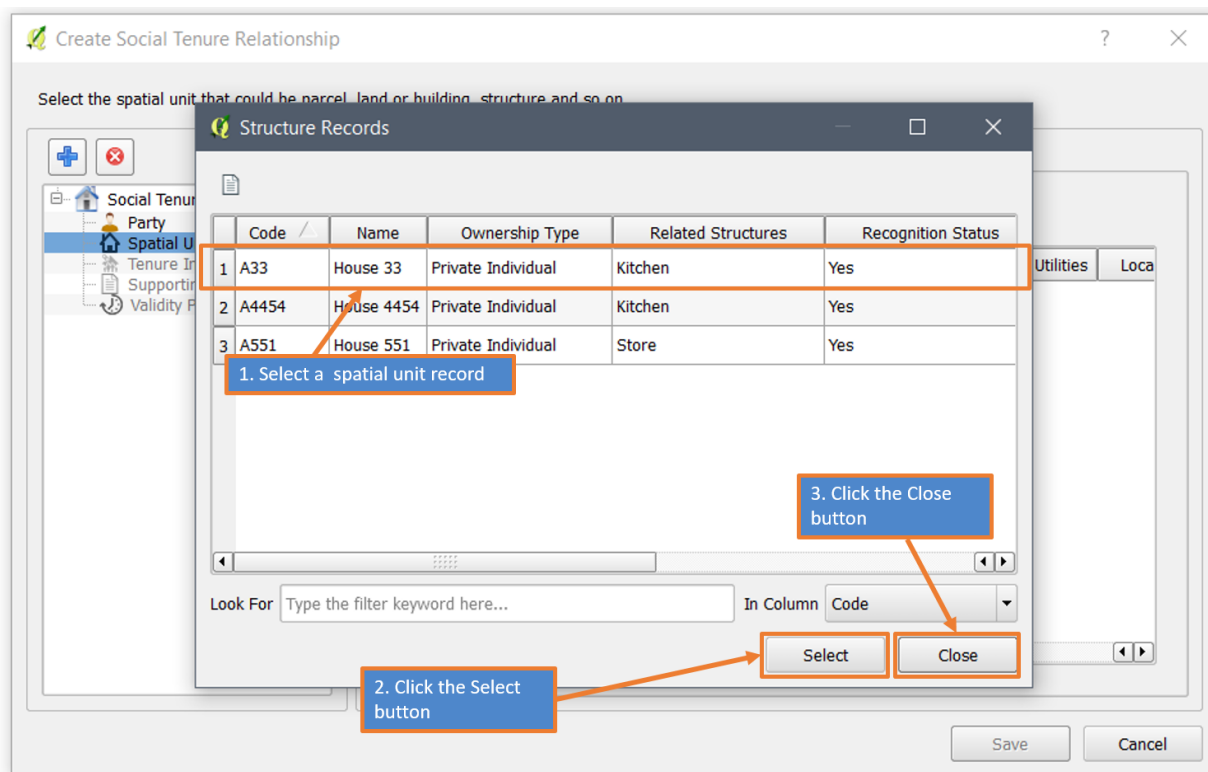 Create Social Tenure Relationship
?
Select the spatial unit that could be parcel, land or building, structure and so on
Structure Records
Social Tenur
Party
Spatial U
Tenure In
Supportin
Validity P
Code Name Ownership Type Related Structures Recognition Status
1 A33 House 33 Private Individual Kitchen Yes
2 A4454 House 4454 Private Individual Kitchen Yes
3 A551 House 551 Private Individual Store Yes
Utilities Loca
1. Select a spatial unit record
3. Click the Close
button
Look For Type the filter keyword here... In Column Code
Select Close
2. Click the Select
button
Save Cancel